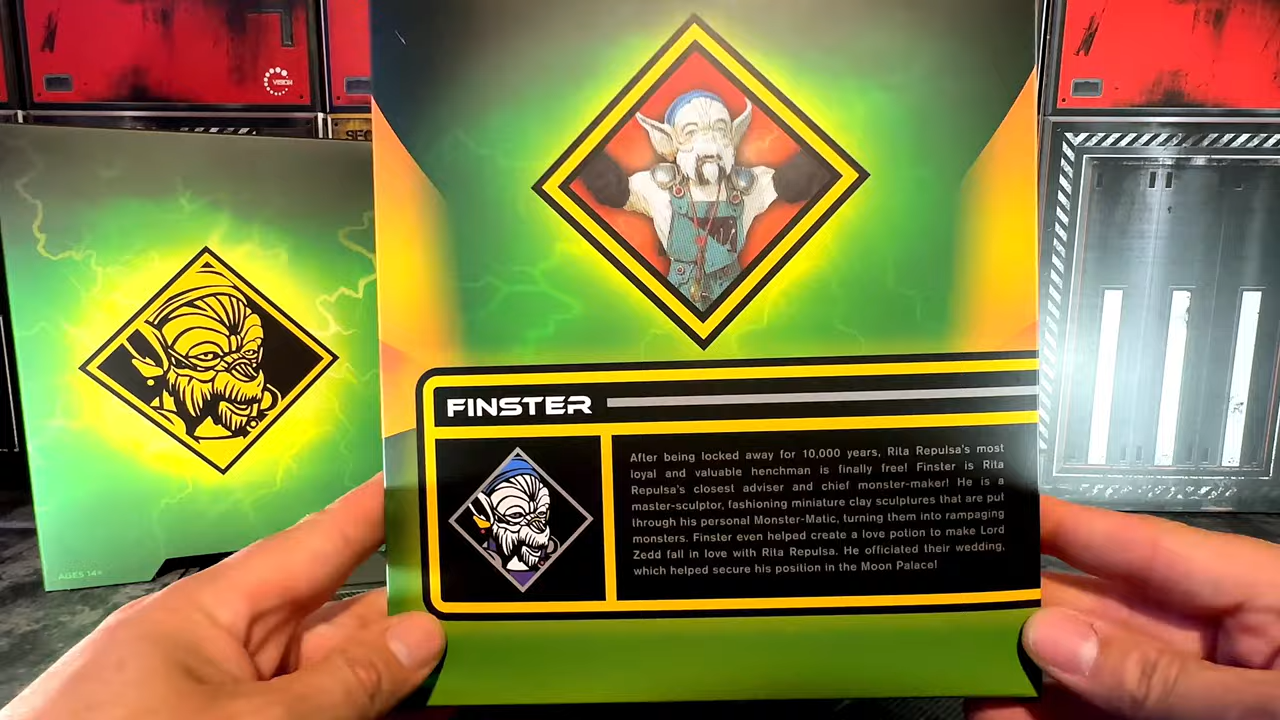 VISION
SEC
FINSTER
After being locked away for 10,000 years, Rita Repulsa's most
loyal and valuable henchman is finally free! Finster is Rita
Repulsa's closest adviser and chief monster-maker! He is a
master-sculptor, fashioning miniature clay sculptures that are put
through his personal Monster-Matic, turning them into rampaging
monsters. Finster even helped create a love potion to make Lord
Zedd fall in love with Rita Repulsa. He officiated their wedding,
which helped secure his position in the Moon Palace!
AGES 14+